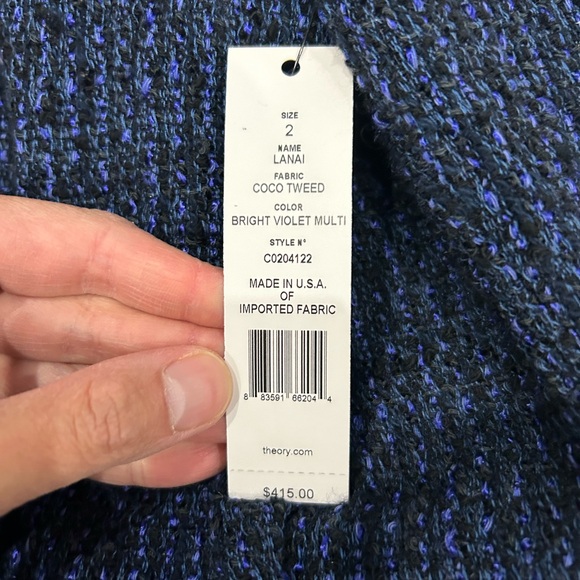 SIZE
2
NAME
LANAI
FABRIC
COCO TWEED
COLOR
BRIGHT VIOLET MULTI
STYLE N°
C0204122
MADE IN U.S.A.
OF
IMPORTED FABRIC
8 83591 66204 4
theory.com
$415.00